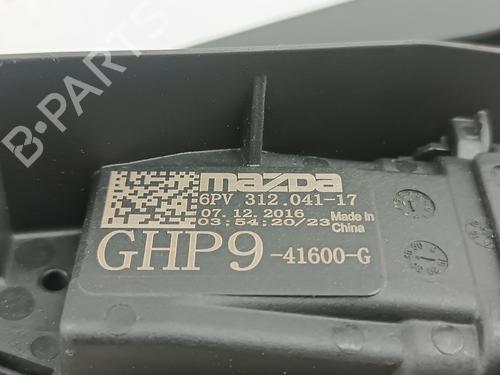 B-PARTS
mazda
6PV 312.041-17
07.12.2016
03:54:20/23
Made in
China
GHP9-41600-G